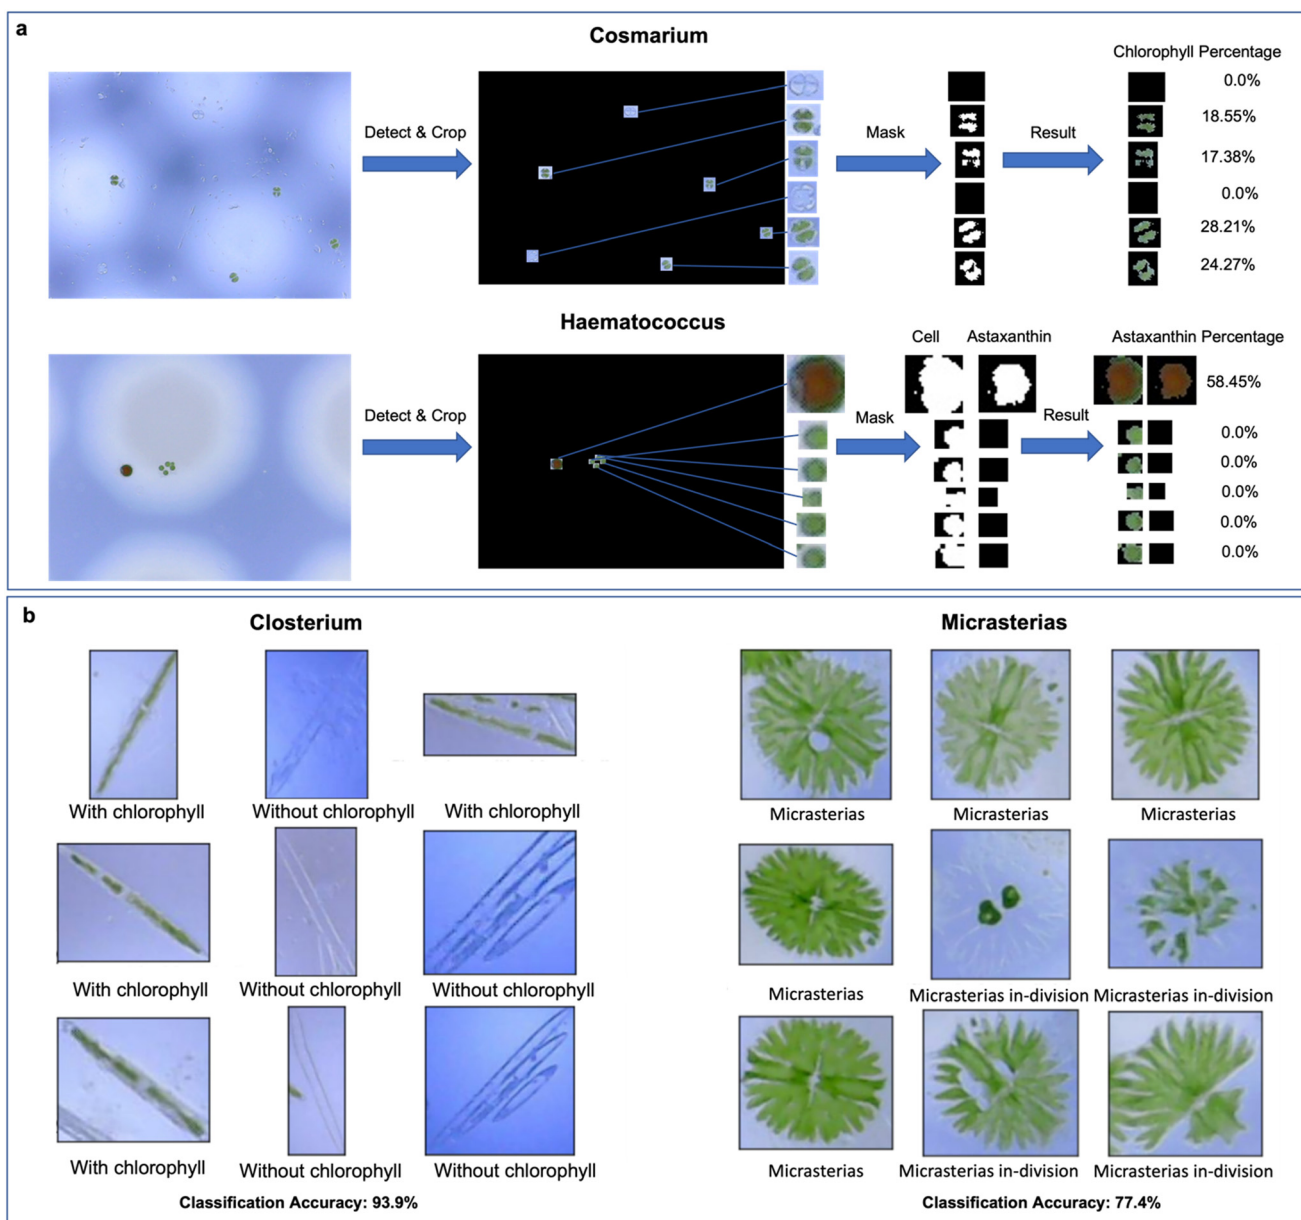 a
Cosmarium
Chlorophyll Percentage
Detect & Crop
Mask
Result
0.0%
18.55%
17.38%
0.0%
28.21%
24.27%
Haematococcus
Cell
Astaxanthin
Astaxanthin Percentage
Detect & Crop
Mask
Result
58.45%
0.0%
0.0%
0.0%
0.0%
0.0%
b
Closterium
With chlorophyll
Without chlorophyll
With chlorophyll
With chlorophyll
Without chlorophyll
Without chlorophyll
With chlorophyll
Without chlorophyll
Without chlorophyll
Classification Accuracy: 93.9%
Micrasterias
Micrasterias
Micrasterias
Micrasterias
Micrasterias
Micrasterias in-division
Micrasterias in-division
Micrasterias
Micrasterias in-division
Micrasterias in-division
Classification Accuracy: 77.4%